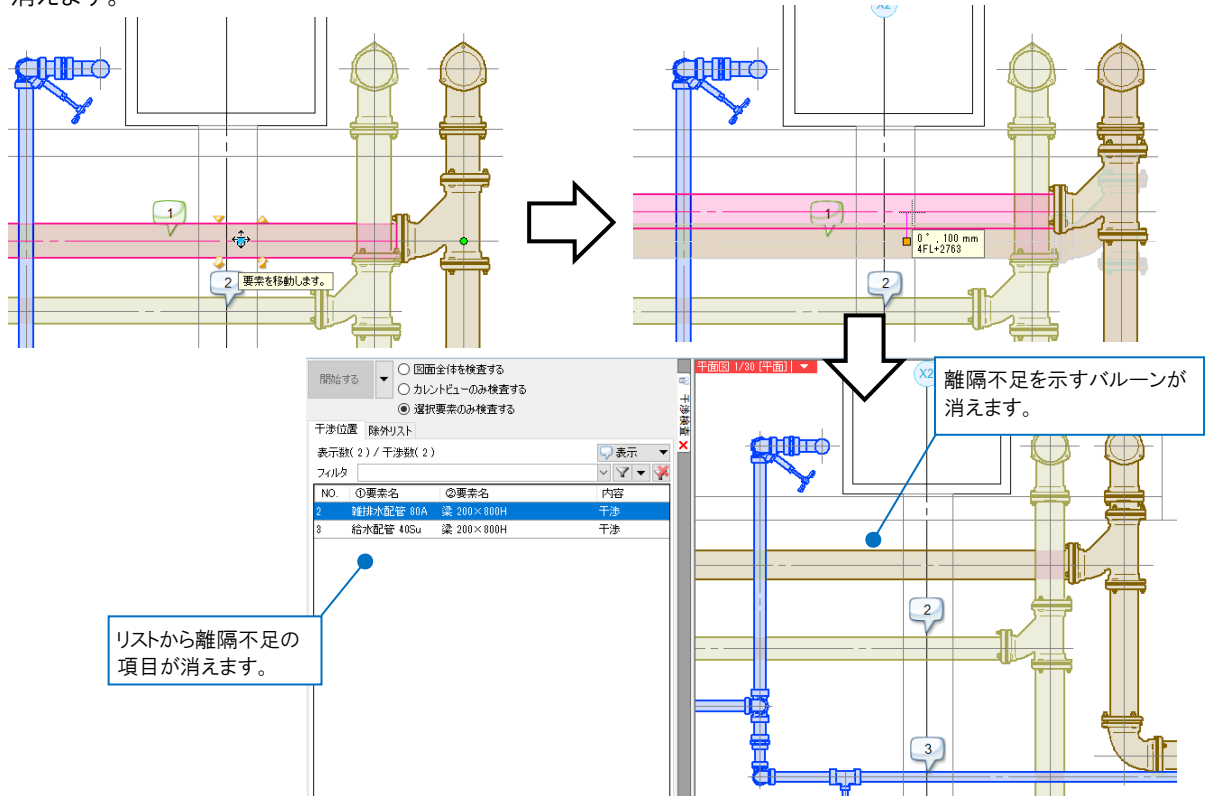 消えます。
X2
1
2
要素を移動します。
1
0°, 100 mm
4FL+2763
2
開始する
図面全体を検査する
カレントビューのみ検査する
選択要素のみ検査する
干渉位置
除外リスト
表示数( 2 ) / 干渉数( 2 )
表示
フィルタ
NO. ①要素名 ②要素名 内容
2 雑排水配管 80A 梁 200×800H 干渉
3 給水配管 40Su 梁 200×800H 干渉
干渉検査
平面図 1/30 [平面]
X2
離隔不足を示すバルーンが
消えます。
2
3
リストから離隔不足の
項目が消えます。